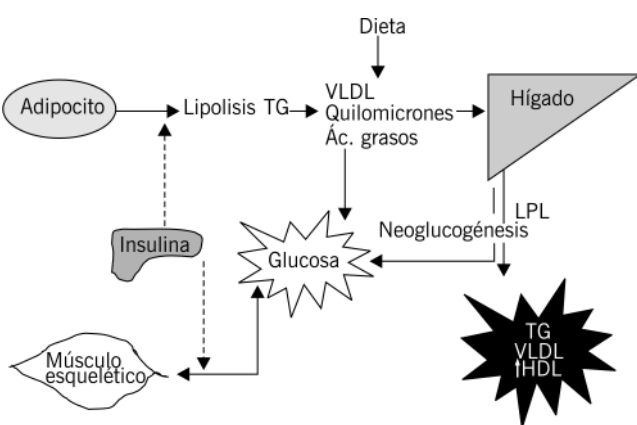 Dieta
Adipocito
Lipolisis TG
VLDL
Quilomicrones
Ác. grasos
Hígado
LPL
Neoglucogénesis
Insulina
Glucosa
Músculo
esquelético
TG
VLDL
↑HDL